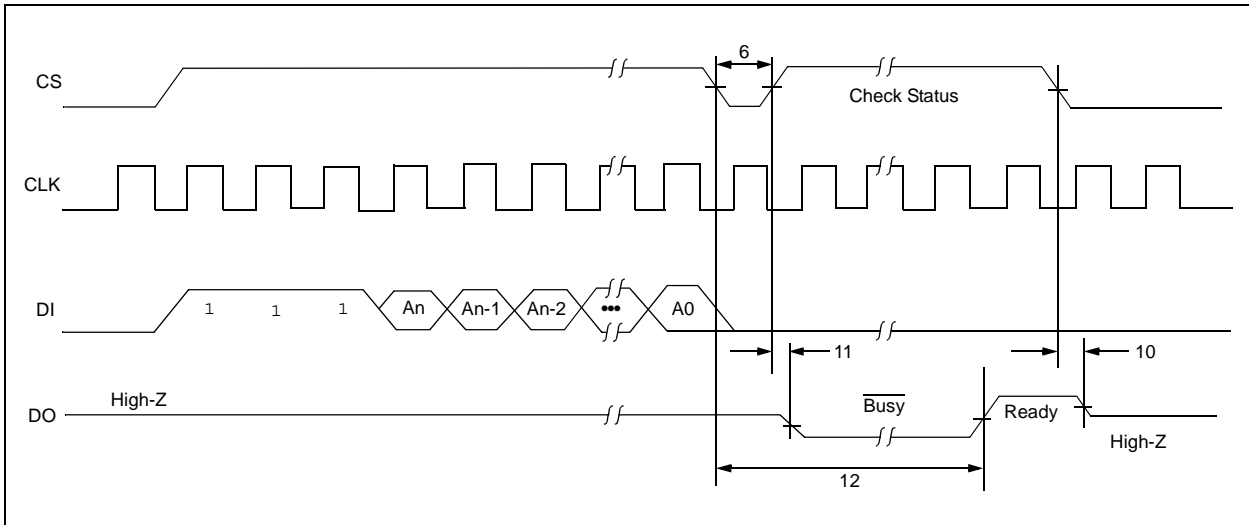 6
CS
Check Status
CLK
DI
1 1 1 An An-1 An-2 ••• A0
11
10
High-Z
DO
Busy
Ready
High-Z
12